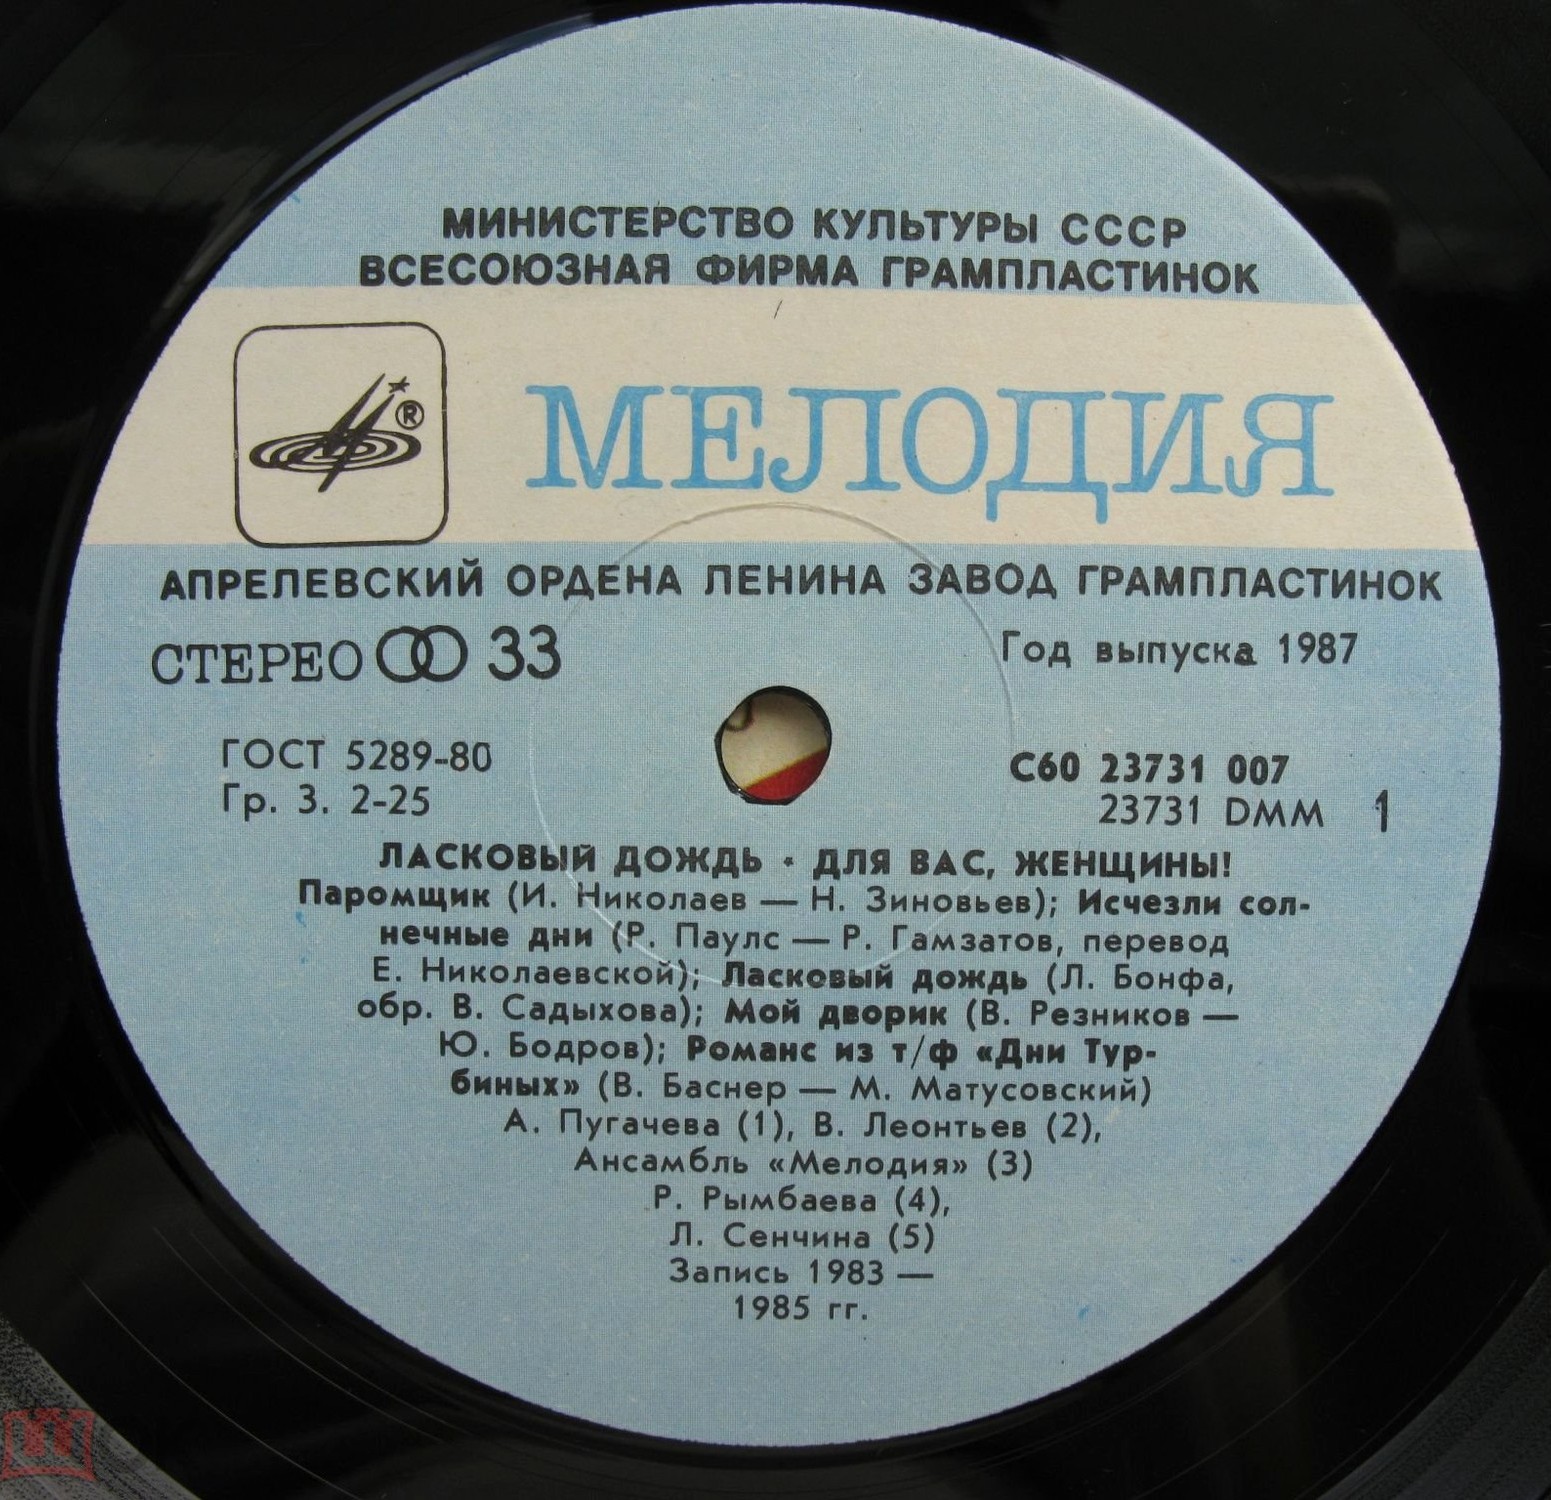 МИНИСТЕРСТВО КУЛЬТУРЫ СССР
ВСЕСОЮЗНАЯ ФИРМА ГРАМПЛАСТИНОК
®
МЕЛОДИЯ
АПРЕЛЕВСКИЙ ОРДЕНА ЛЕНИНА ЗАВОД ГРАМПЛАСТИНОК
СТЕРЕО 33
Год выпуска 1987
ГОСТ 5289-80
Гр. 3. 2-25
С60 23731 007
23731 DMM 1
ЛАСКОВЫЙ ДОЖДЬ · ДЛЯ ВАС, ЖЕНЩИНЫ!
Паромщик (И. Николаев — Н. Зиновьев); Исчезли сол-
нечные дни (Р. Паулс — Р. Гамзатов, перевод
Е. Николаевской); Ласковый дождь (Л. Бонфа,
обр. В. Садыхова); Мой дворик (В. Резников —
Ю. Бодров); Романс из т/ф «Дни Тур-
биных» (В. Баснер — М. Матусовский)
А. Пугачева (1), В. Леонтьев (2),
Ансамбль «Мелодия» (3)
Р. Рымбаева (4),
Л. Сенчина (5)
Запись 1983 —
1985 гг.